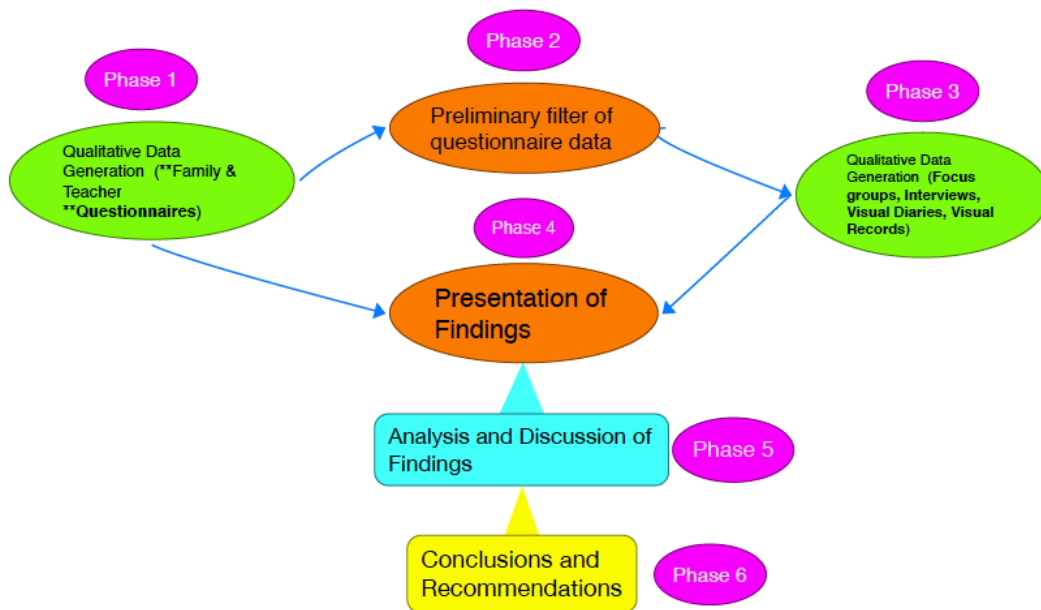 Phase 1
Qualitative Data
Generation (**Family &
Teacher
**Questionnaires)
Phase 2
Preliminary filter of
questionnaire data
Phase 3
Qualitative Data
Generation (Focus
groups, Interviews,
Visual Diaries, Visual
Records)
Phase 4
Presentation of
Findings
Analysis and Discussion of
Findings
Phase 5
Conclusions and
Recommendations
Phase 6